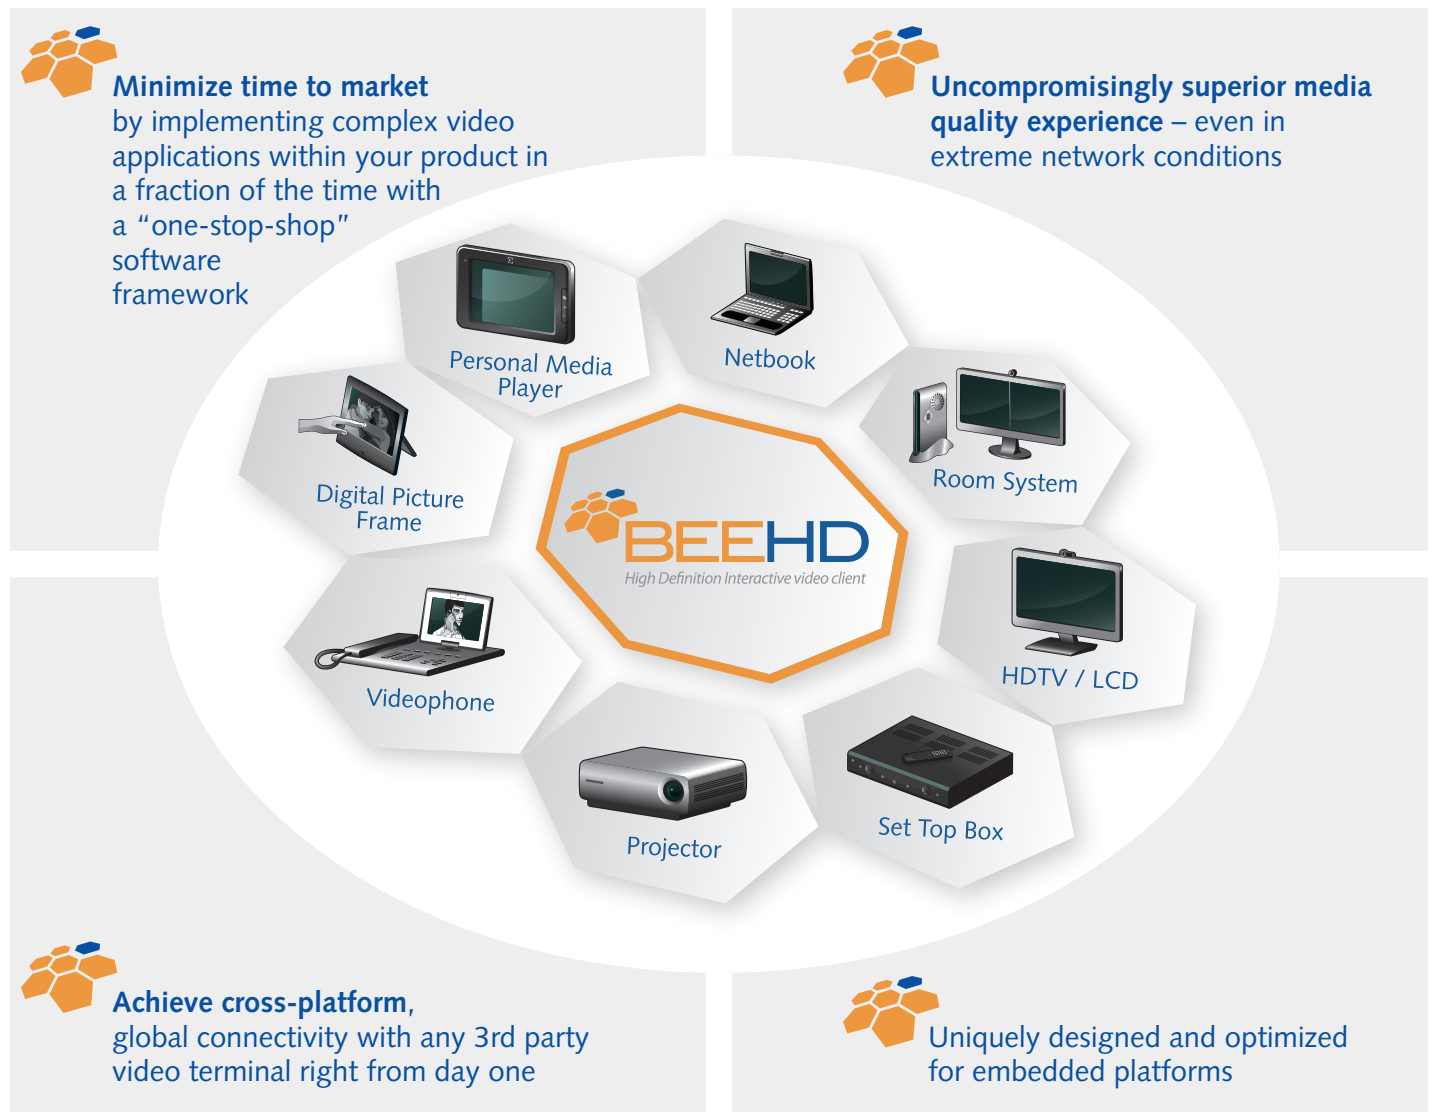 Minimize time to market
by implementing complex video
applications within your product in
a fraction of the time with
a “one-stop-shop”
software
framework
Uncompromisingly superior media
quality experience – even in
extreme network conditions
Personal Media
Player
Netbook
Digital Picture
Frame
Room System
BEEHD
High Definition Interactive video client
Videophone
HDTV / LCD
Projector
Set Top Box
Achieve cross-platform,
global connectivity with any 3rd party
video terminal right from day one
Uniquely designed and optimized
for embedded platforms